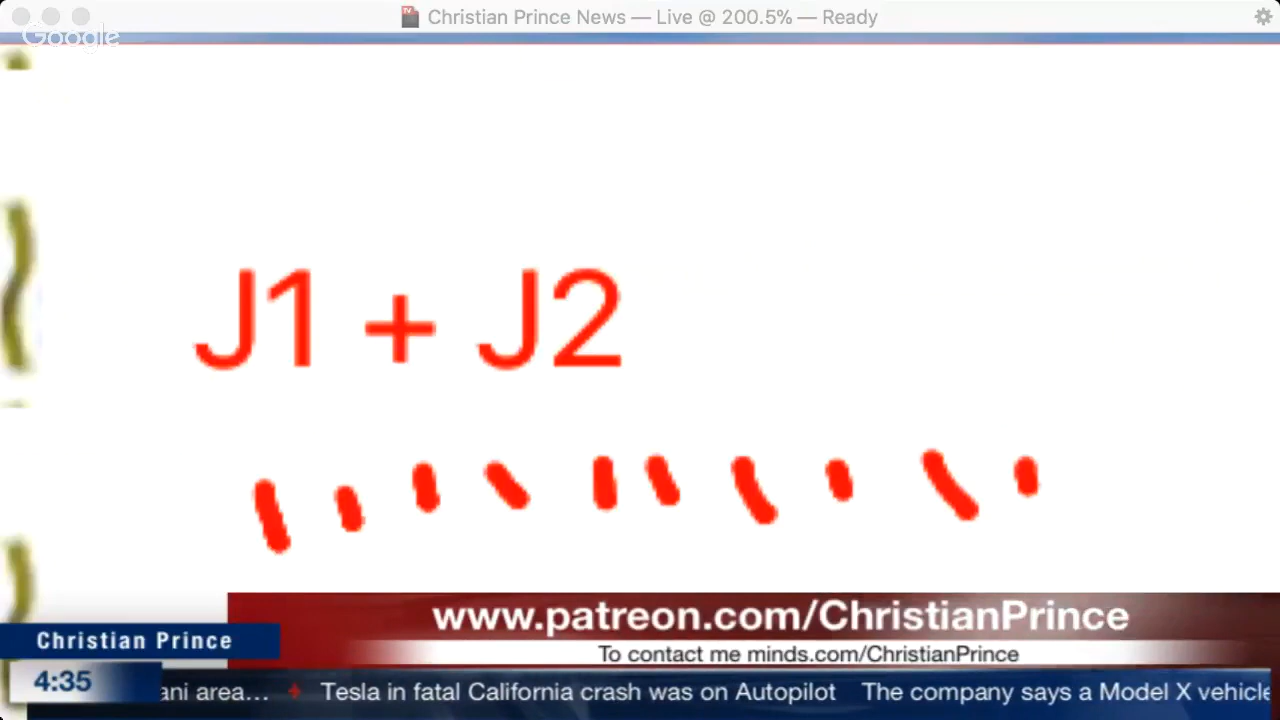 Christian Prince News — Live @ 200.5% — Ready
Google
J1 + J2
www.patreon.com/ChristianPrince
Christian Prince
To contact me minds.com/ChristianPrince
4:35
ani area... Tesla in fatal California crash was on Autopilot The company says a Model X vehicle